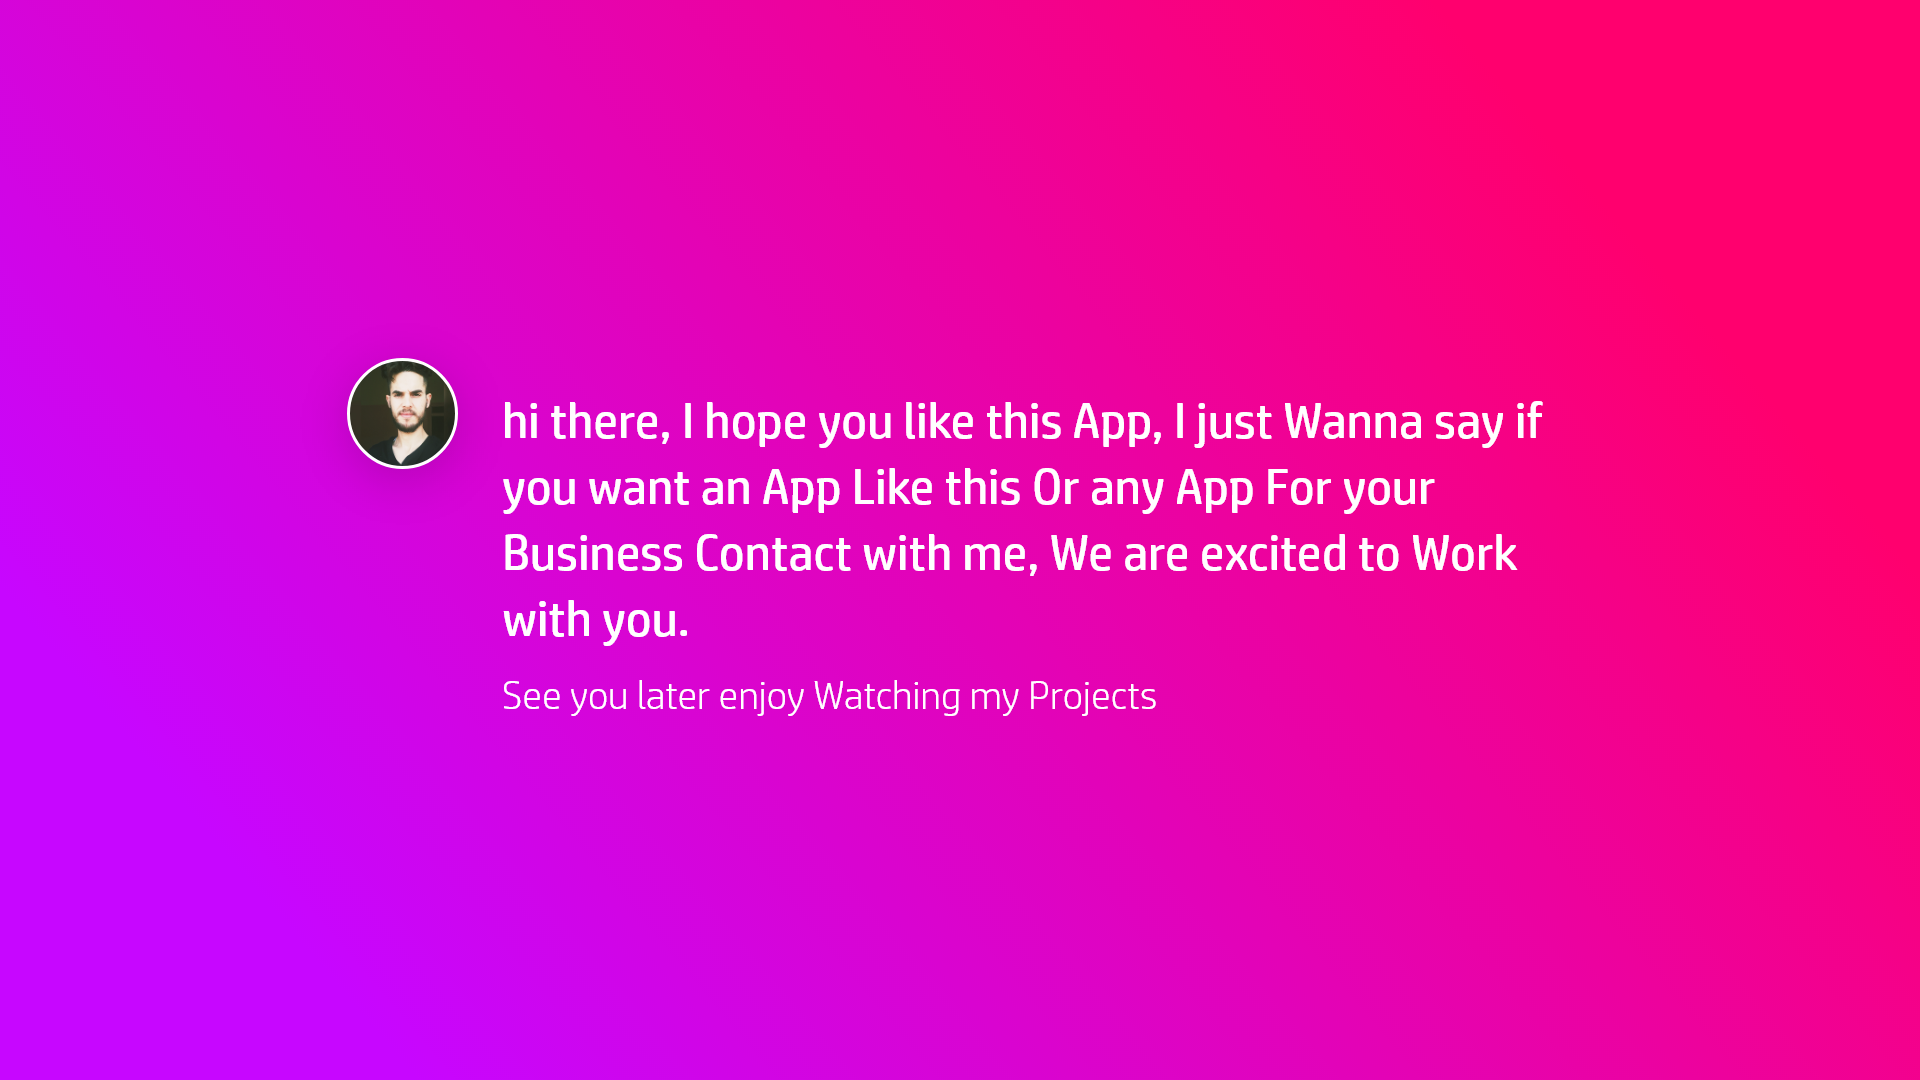 hi there, I hope you like this App, I just Wanna say if
you want an App Like this Or any App For your
Business Contact with me, We are excited to Work
with you.
See you later enjoy Watching my Projects